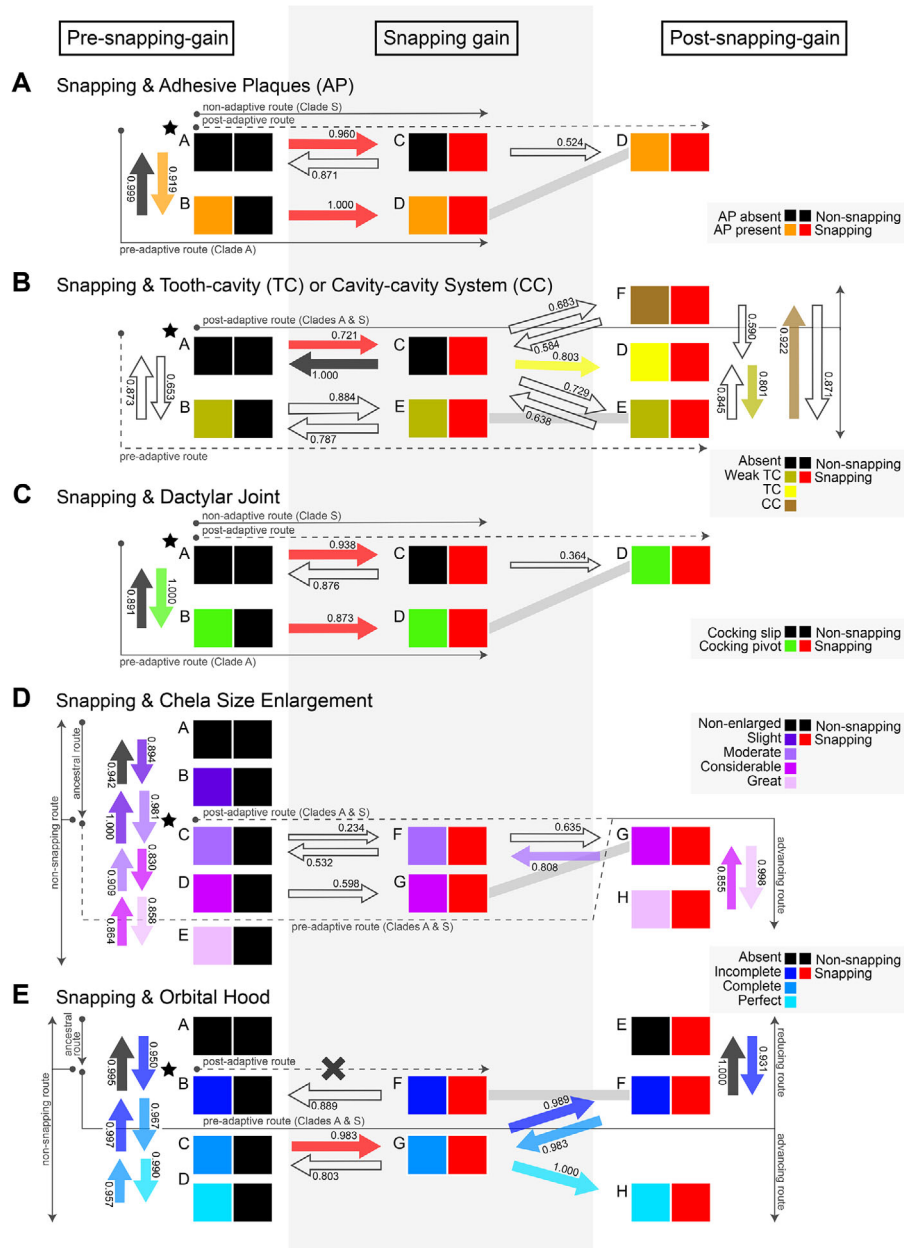 Pre-snapping-gain
Snapping gain
Post-snapping-gain
A Snapping & Adhesive Plaques (AP)
non-adaptive route (Clade S)
post-adaptive route
A
C
D
0.960
0.871
0.524
0.999
0.919
B
D
1.000
pre-adaptive route (Clade A)
AP absent Non-snapping
AP present Snapping
B Snapping & Tooth-cavity (TC) or Cavity-cavity System (CC)
F
post-adaptive route (Clades A & S)
0.683
0.584
A
C
D
0.721
1.000
0.803
0.873
0.653
B
E
E
0.884
0.787
0.729
0.638
0.590
0.845
0.801
0.922
0.871
pre-adaptive route
Absent Non-snapping
Weak TC Snapping
TC
CC
C Snapping & Dactylar Joint
non-adaptive route (Clade S)
post-adaptive route
A
C
D
0.938
0.876
0.364
0.891
1.000
B
D
0.873
pre-adaptive route (Clade A)
Cocking slip Non-snapping
Cocking pivot Snapping
D Snapping & Chela Size Enlargement
non-snapping route
ancestral route
A
B
0.942
0.894
1.000
0.981
0.909
0.830
0.864
0.858
Non-enlarged Non-snapping
Slight Snapping
Moderate
Considerable
Great
post-adaptive route (Clades A & S)
C
F
G
0.234
0.532
0.635
0.808
D
G
H
0.598
0.855
0.998
advancing route
pre-adaptive route (Clades A & S)
E
Absent Non-snapping
Incomplete Snapping
Complete
Perfect
E Snapping & Orbital Hood
non-snapping route
ancestral route
A
E
0.995
0.950
0.997
0.967
0.957
0.990
post-adaptive route
B
F
F
0.889
0.989
1.000
0.931
reducing route
pre-adaptive route (Clades A & S)
C
G
0.983
0.803
0.983
1.000
D
H
advancing route